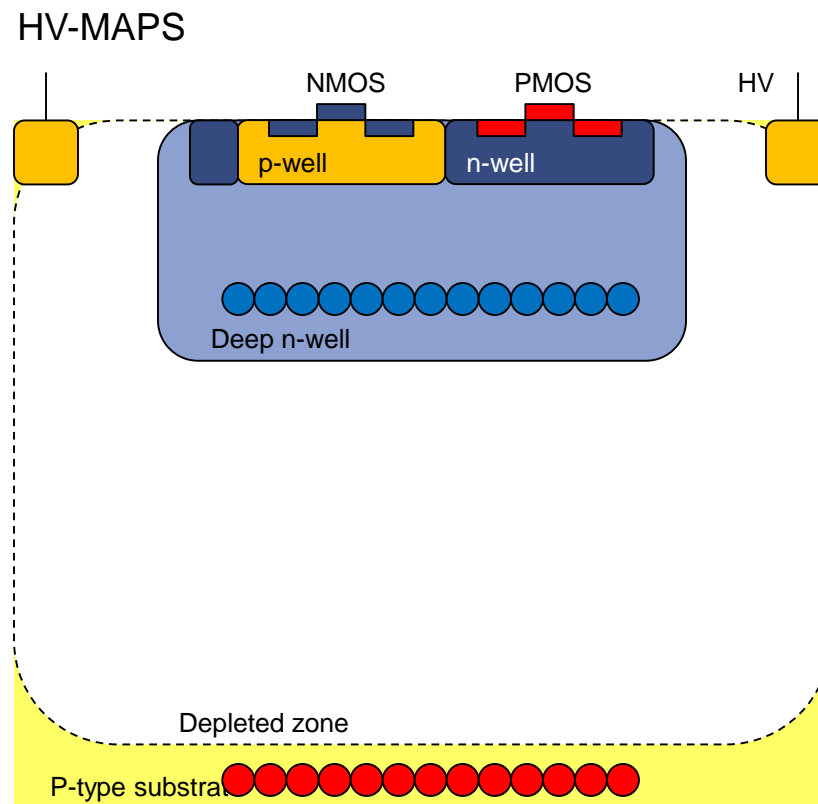 HV-MAPS
NMOS PMOS HV
p-well n-well
Deep n-well
Depleted zone
P-type substrat